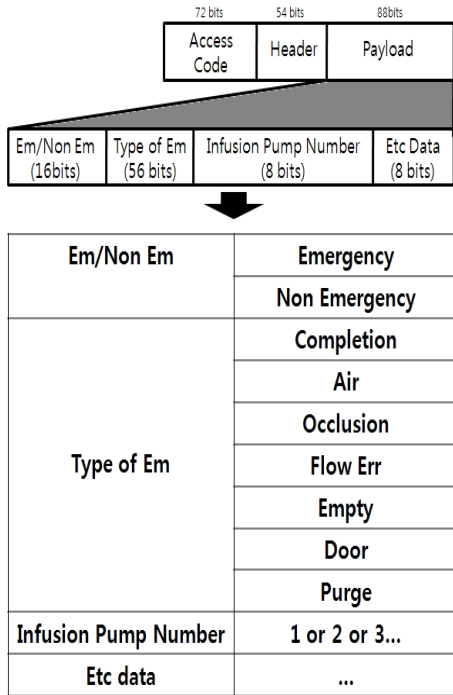 72 bits 54 bits 88bits
Access Code Header Payload
Em/Non Em (16bits) Type of Em (56 bits) Infusion Pump Number (8 bits) Etc Data (8 bits)
Em/Non Em Emergency
Non Emergency
Type of Em Completion
Air
Occlusion
Flow Err
Empty
Door
Purge
Infusion Pump Number 1 or 2 or 3...
Etc data ...